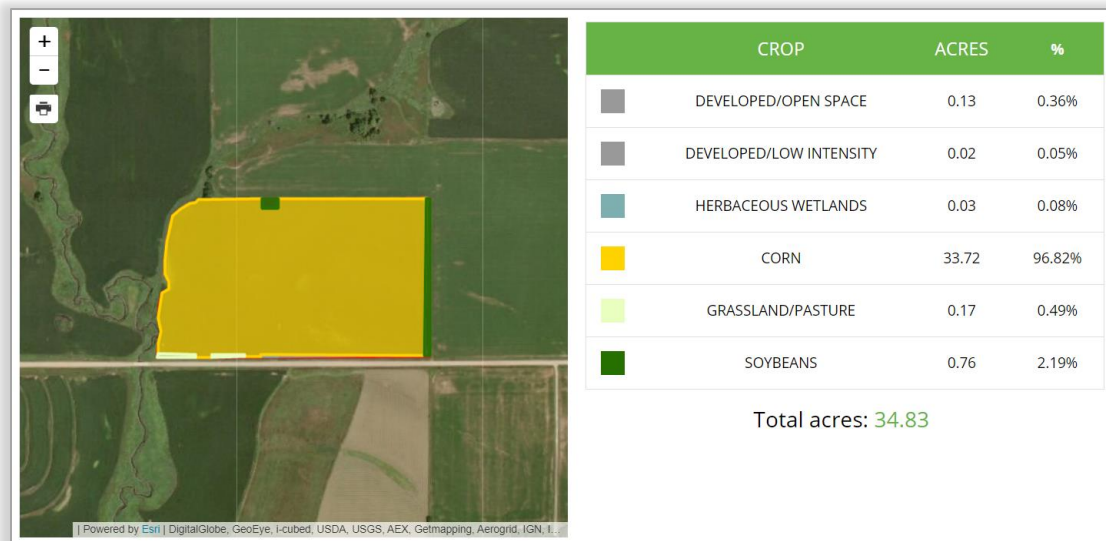 +
−
CROP ACRES %
DEVELOPED/OPEN SPACE 0.13 0.36%
DEVELOPED/LOW INTENSITY 0.02 0.05%
HERBACEOUS WETLANDS 0.03 0.08%
CORN 33.72 96.82%
GRASSLAND/PASTURE 0.17 0.49%
SOYBEANS 0.76 2.19%
Total acres: 34.83
| Powered by Esri | DigitalGlobe, GeoEye, i-cubed, USDA, USGS, AEX, Getmapping, Aerogrid, IGN, I...